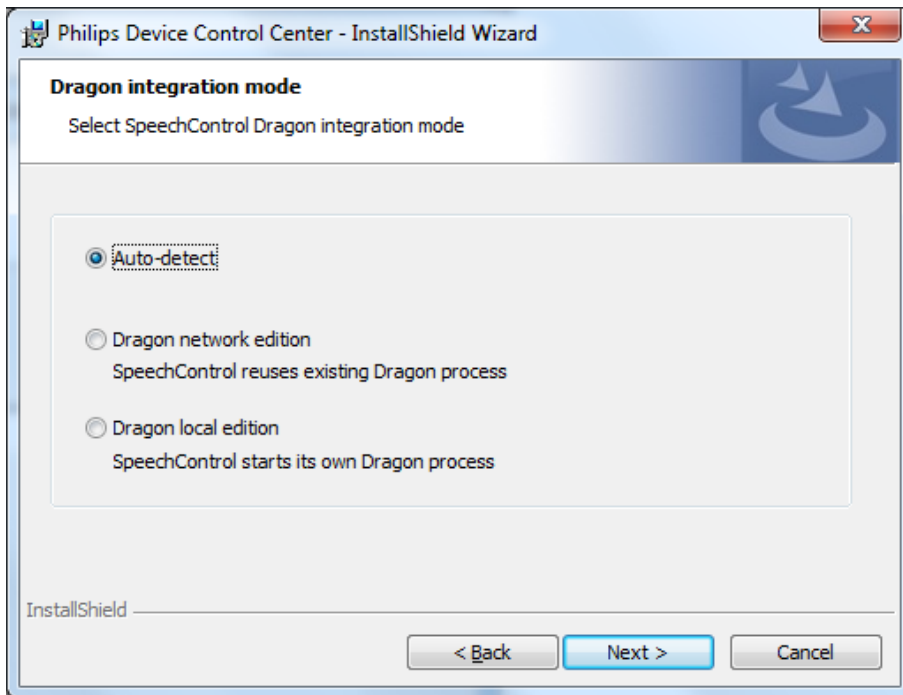 Philips Device Control Center - InstallShield Wizard
Dragon integration mode
Select SpeechControl Dragon integration mode
Auto-detect
Dragon network edition
SpeechControl reuses existing Dragon process
Dragon local edition
SpeechControl starts its own Dragon process
InstallShield
< Back Next > Cancel